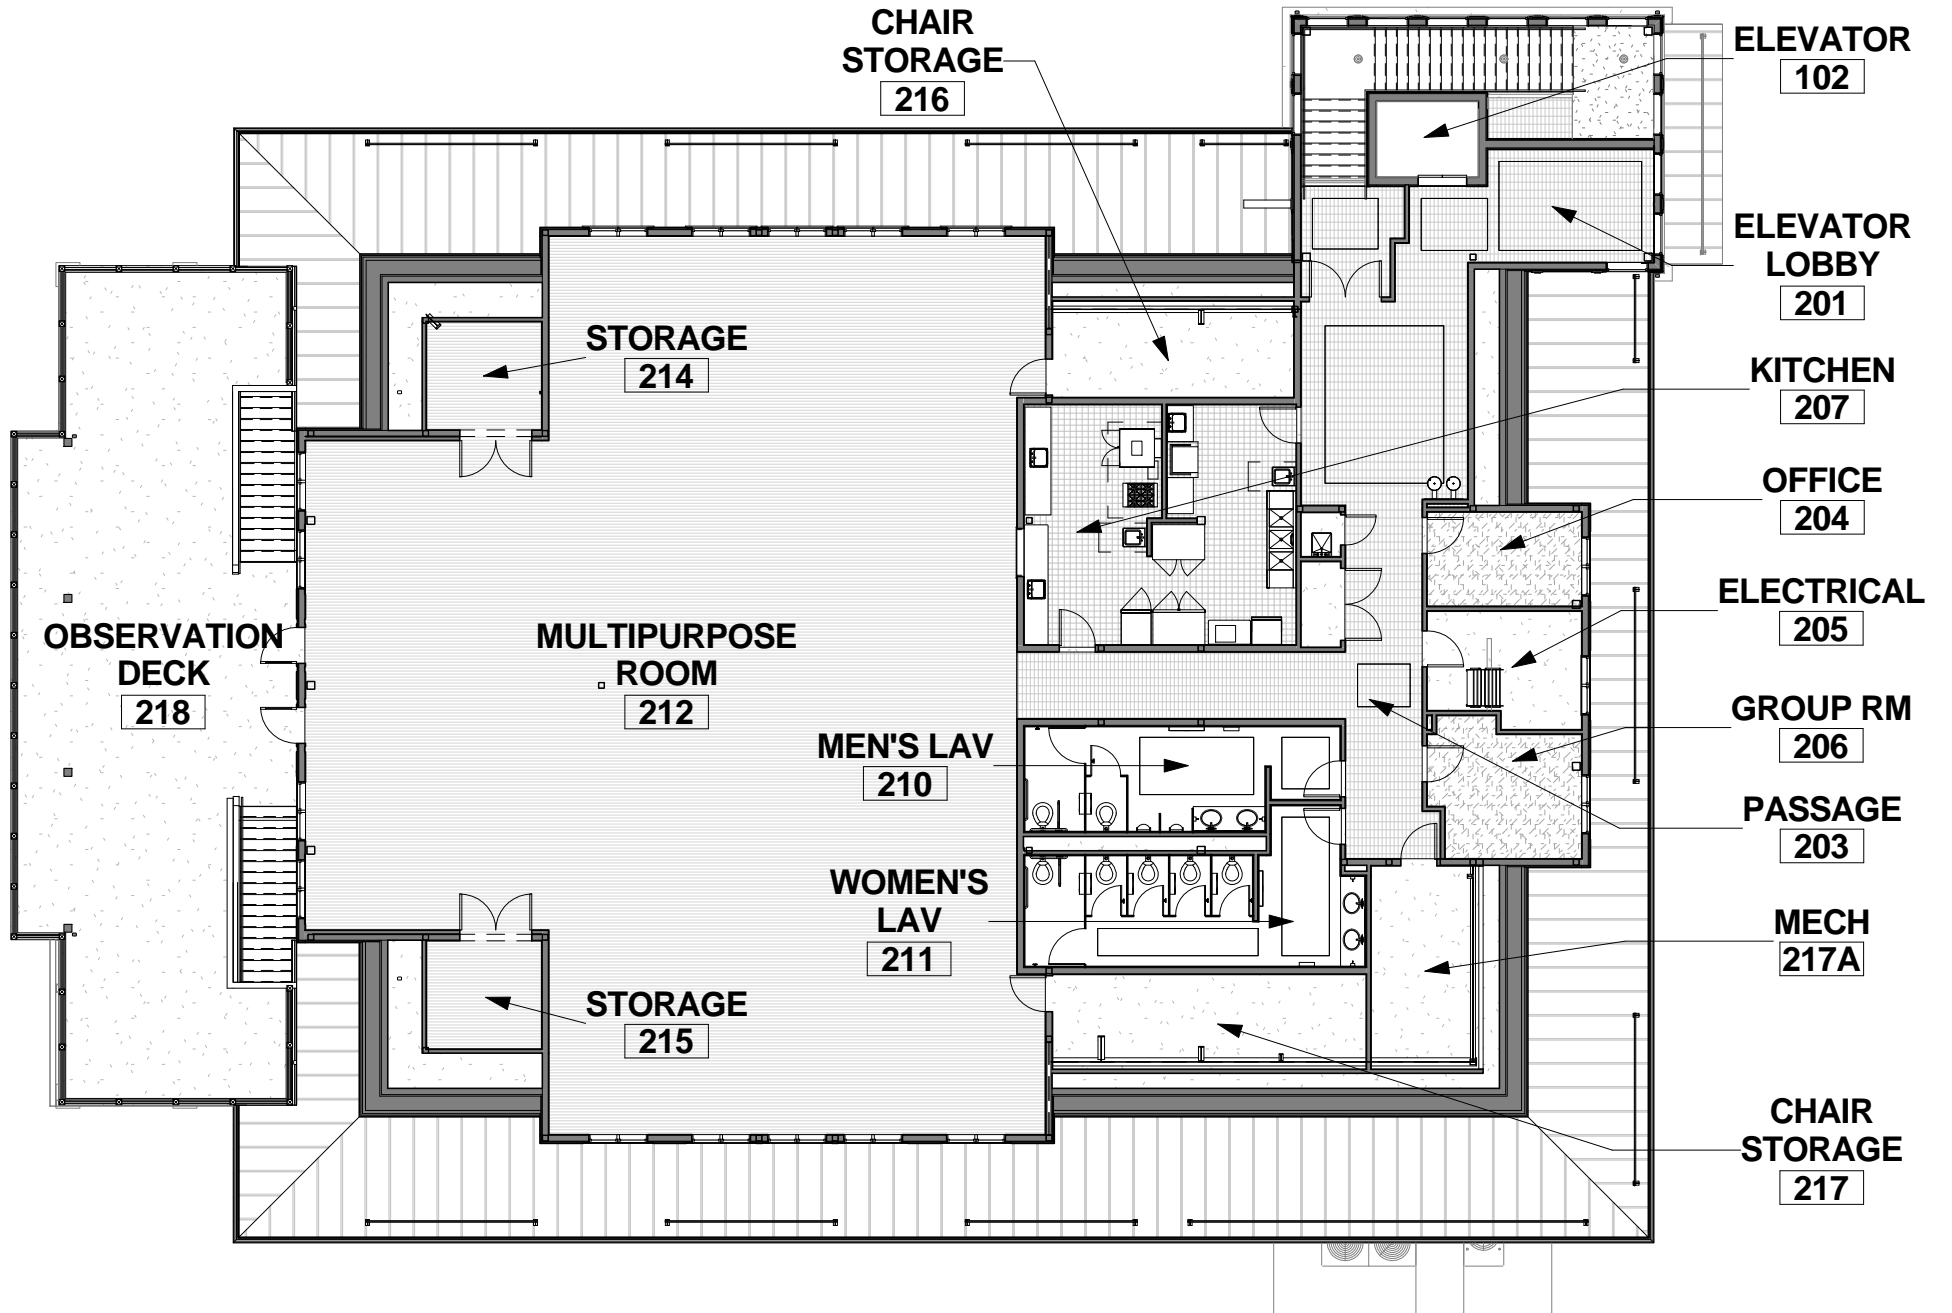 CHAIR
STORAGE
216
ELEVATOR
102
ELEVATOR
LOBBY
201
STORAGE
214
KITCHEN
207
OFFICE
204
ELECTRICAL
205
OBSERVATION
DECK
218
MULTIPURPOSE
ROOM
212
GROUP RM
206
MEN'S LAV
210
PASSAGE
203
WOMEN'S
LAV
211
MECH
217A
STORAGE
215
CHAIR
STORAGE
217